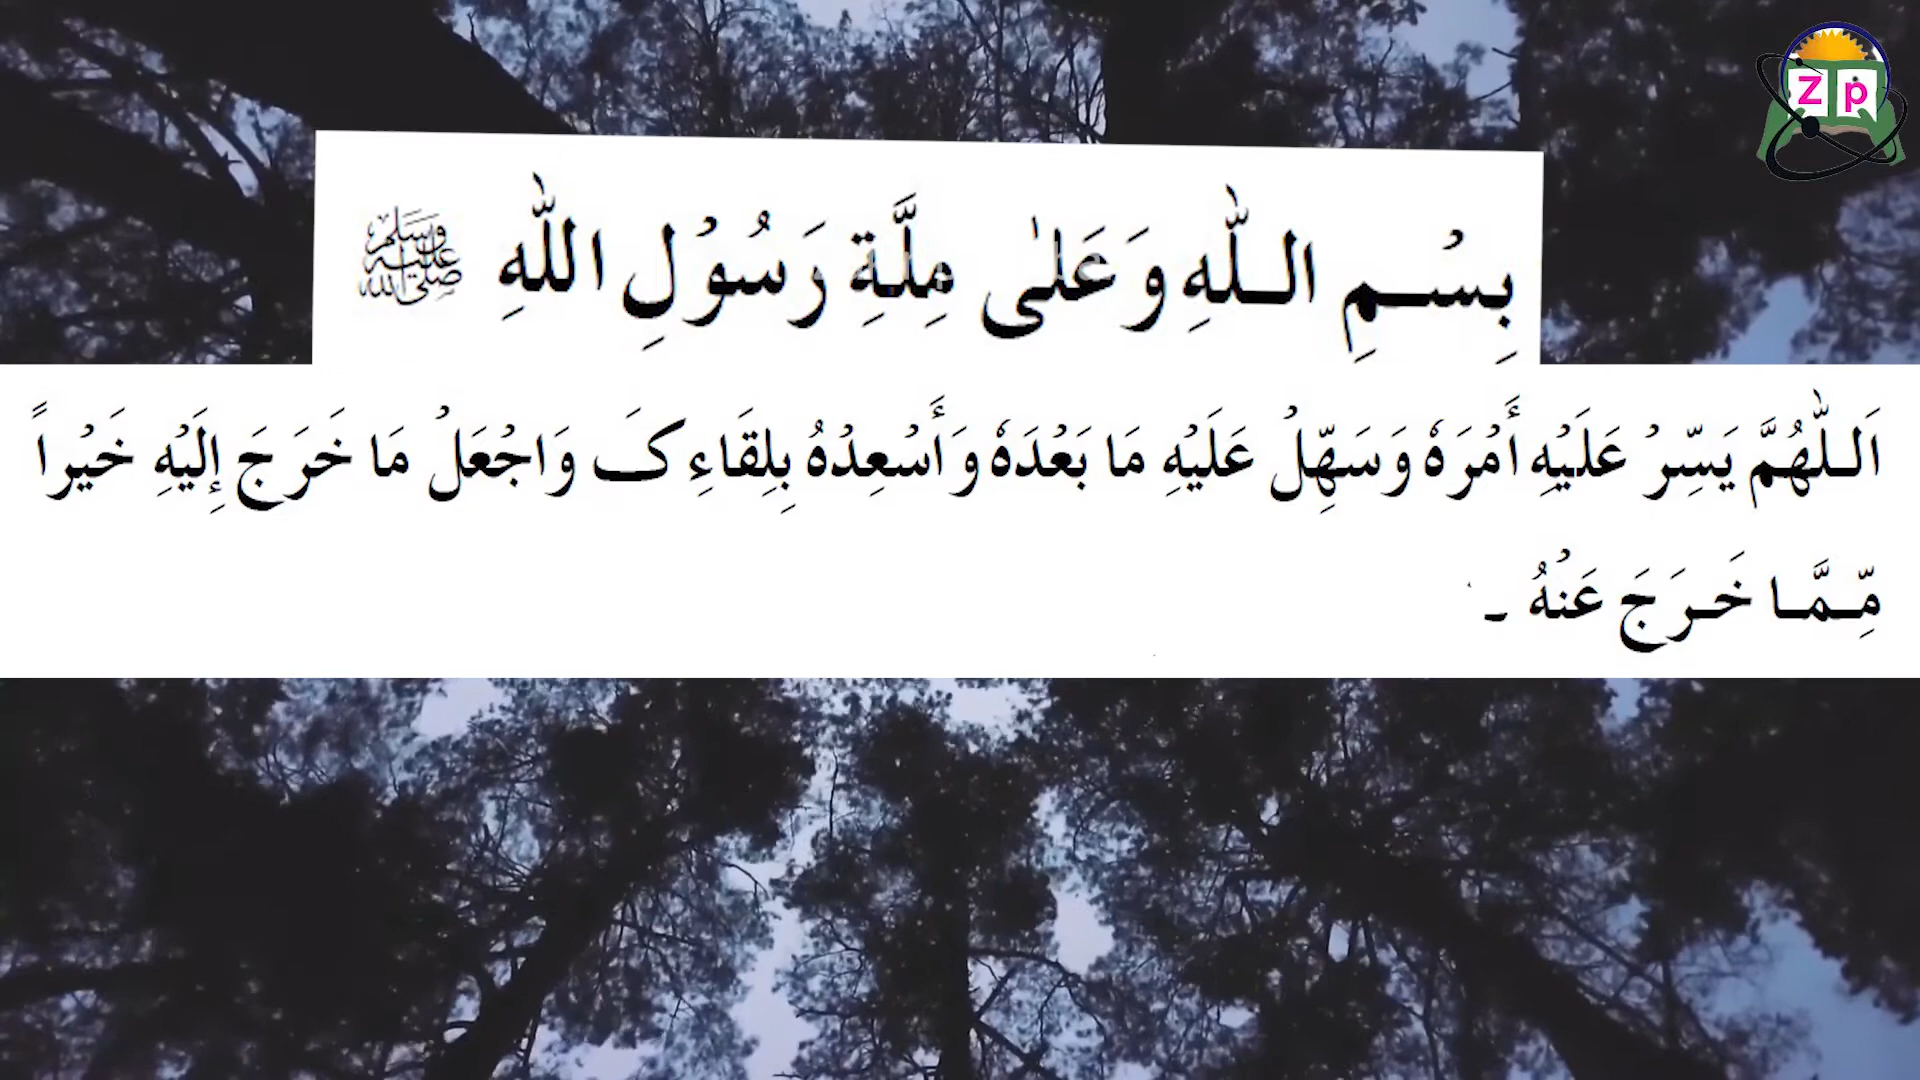 Z p
بِسْمِ اللّٰهِ وَعَلٰى مِلَّةِ رَسُوْلِ اللّٰهِ ﷺ
اَللّٰهُمَّ يَسِّرْ عَلَيْهِ أَمْرَهٗ وَسَهِّلْ عَلَيْهِ مَا بَعْدَهٗ وَأَسْعِدْهُ بِلِقَاءِكَ وَاجْعَلْ مَا خَرَجَ إِلَيْهِ خَيْراً
مِّمَّا خَرَجَ عَنْهُ ۔